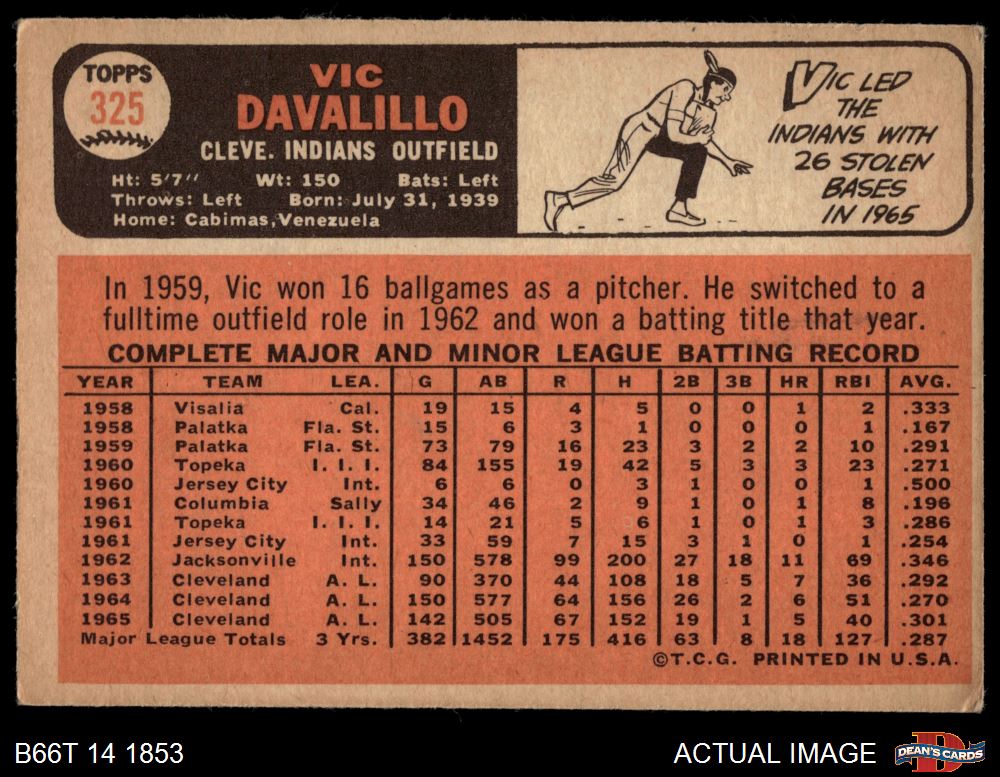 TOPPS
325
VIC
DAVALILLO
CLEVE. INDIANS OUTFIELD
Ht: 5'7" Wt: 150 Bats: Left
Throws: Left Born: July 31, 1939
Home: Cabimas, Venezuela
VIC LED
THE
INDIANS WITH
26 STOLEN
BASES
IN 1965
In 1959, Vic won 16 ballgames as a pitcher. He switched to a
fulltime outfield role in 1962 and won a batting title that year.
COMPLETE MAJOR AND MINOR LEAGUE BATTING RECORD
YEAR TEAM LEA. G AB R H 2B 3B HR RBI AVG.
1958 Visalia Cal. 19 15 4 5 0 0 1 2 .333
1958 Palatka Fla. St. 15 6 3 1 0 0 0 1 .167
1959 Palatka Fla. St. 73 79 16 23 3 2 2 10 .291
1960 Topeka I. I. I. 84 155 19 42 5 3 3 23 .271
1960 Jersey City Int. 6 6 0 3 1 0 0 1 .500
1961 Columbia Sally 34 46 2 9 1 0 1 8 .196
1961 Topeka I. I. I. 14 21 5 6 1 0 1 3 .286
1961 Jersey City Int. 33 59 7 15 3 1 0 1 .254
1962 Jacksonville Int. 150 578 99 200 27 18 11 69 .346
1963 Cleveland A. L. 90 370 44 108 18 5 7 36 .292
1964 Cleveland A. L. 150 577 64 156 26 2 6 51 .270
1965 Cleveland A. L. 142 505 67 152 19 1 5 40 .301
Major League Totals 3 Yrs. 382 1452 175 416 63 8 18 127 .287
©T.C.G. PRINTED IN U.S.A.
B66T 14 1853
ACTUAL IMAGE
DEAN'S CARDS